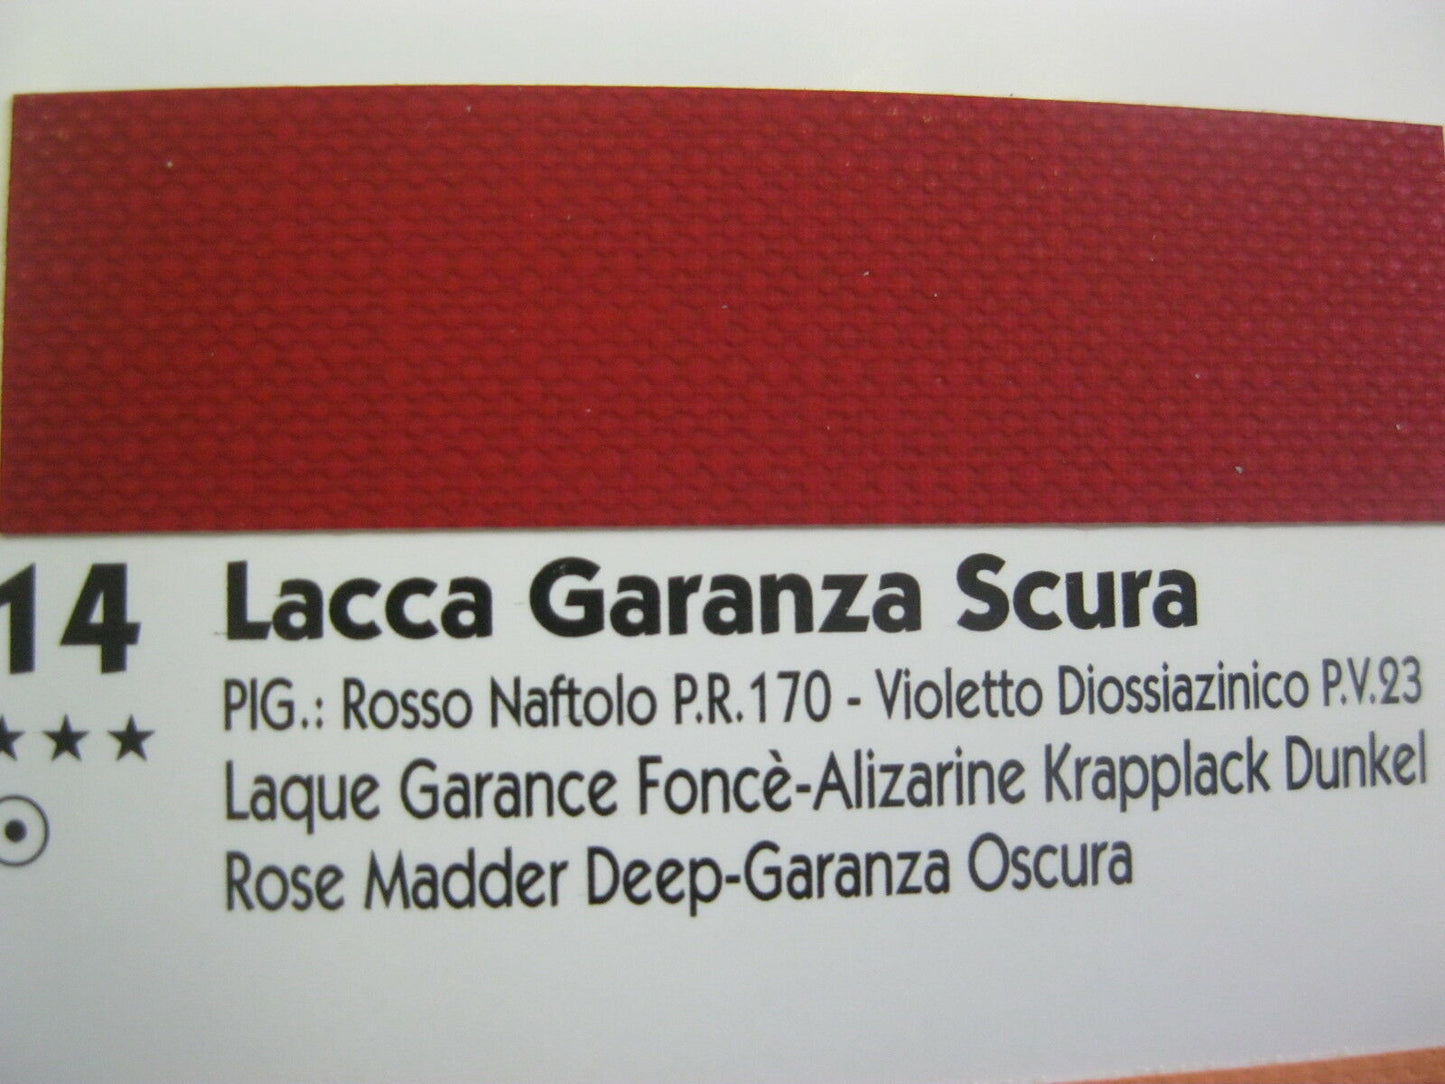 14 Lacca Garanza Scura
PIG.: Rosso Naftolo P.R.170 - Violetto Diossiazinico P.V.23
★★★ Laque Garance Foncè-Alizarine Krapplack Dunkel
Rose Madder Deep-Garanza Oscura